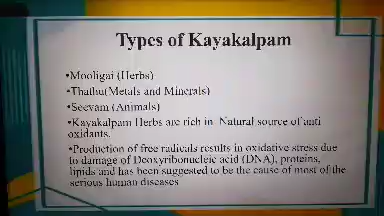 Types of Kayakalpam
•Mooligai (Herbs)
•Thathu(Metals and Minerals)
•Seevam (Animals)
•Kayakalpam Herbs are rich in Natural source of anti
oxidants.
•Production of free radicals results in oxidative stress due
to damage of Deoxyribonucleic acid (DNA), proteins,
lipids and has been suggested to be the cause of most of the
serious human diseases